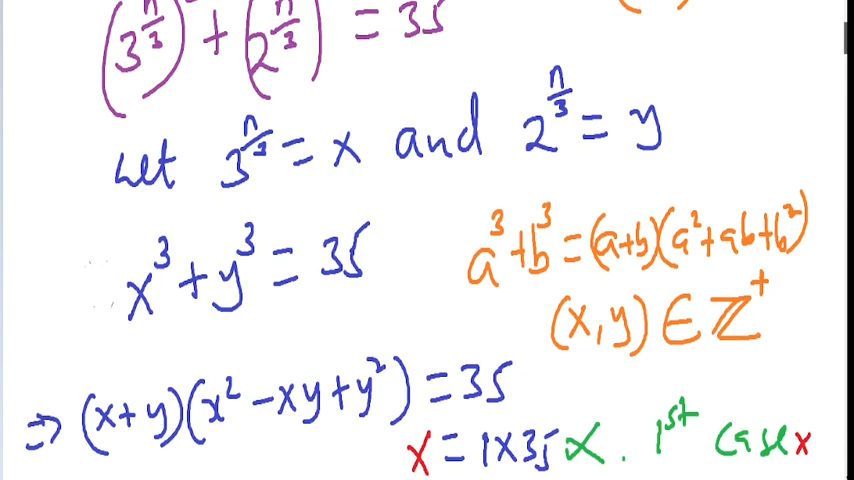 (3^(n/3)) + (2^(n/3)) = 35
Let 3^(n/3) = x and 2^(n/3) = y
x³ + y³ = 35
a³+b³ = (a+b)(a²+ab+b²)
(x,y) ∈ ℤ⁺
⇒ (x+y)(x² - xy + y²) = 35
x = 1×35 x . 1st case x